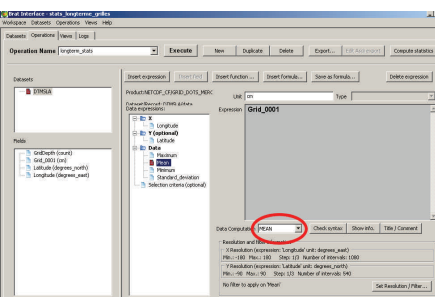 Brat Interface - stats_longterme_grilles
Workspace Datasets Operations Views Help
Datasets Operations Views Logs
Operation Name longterm_stats Execute New Duplicate Delete Export... Edit Ascii export Compute statistics
Datasets
DTMSLA
Fields
GridDepth (count)
Grid_0001 (cm)
Latitude (degrees_north)
Longitude (degrees_east)
Insert expression Insert field Insert function ... Insert formula... Save as formula... Delete expression
Product:NETCDF_CF|GRID_DOTS_MERC
Unit cm Type
Data expressions:
X
Longitude
Y (optional)
Latitude
Data
Maximum
Mean
Minimum
Standard_deviation
Selection criteria (optional)
Expression Grid_0001
Data Computation MEAN Check syntax Show info. Title / Comment
X Resolution (expression: 'Longitude' unit: degrees_east)
Min.: -180 Max.: 180 Step: 1/3 Number of intervals: 1080
Y Resolution (expression: 'Latitude' unit: degrees_north)
Min.: -90 Max.: 90 Step: 1/3 Number of intervals: 540
No filter to apply on 'Mean' Set Resolution / Filter...